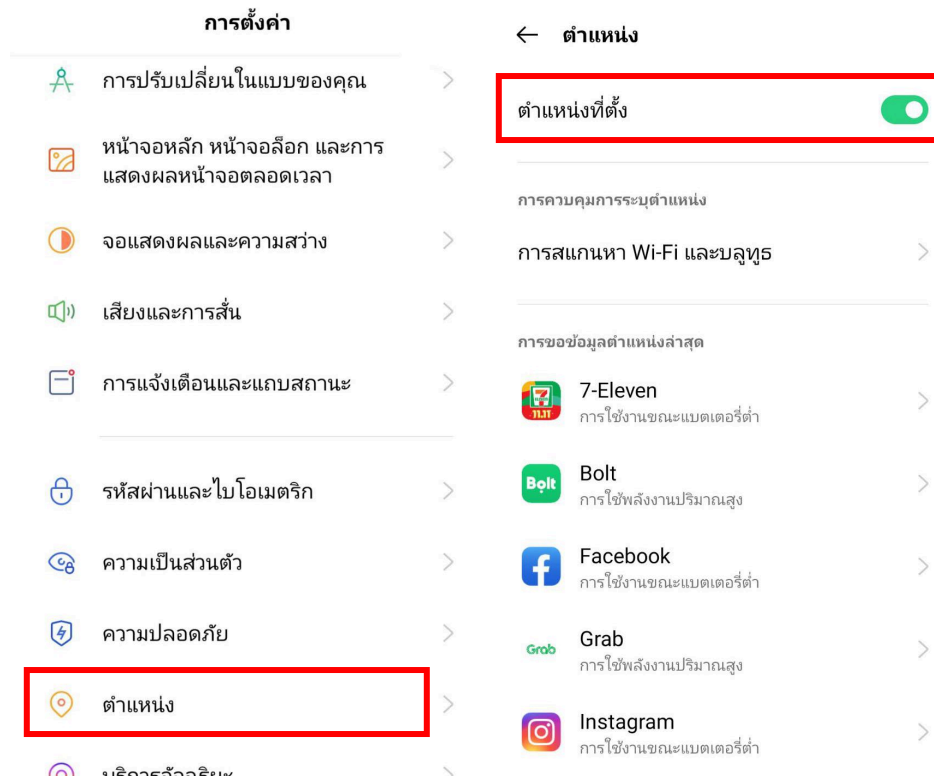 การตั้งค่า
การปรับเปลี่ยนในแบบของคุณ
หน้าจอหลัก หน้าจอล็อก และการ
แสดงผลหน้าจอตลอดเวลา
จอแสดงผลและความสว่าง
เสียงและการสั่น
การแจ้งเตือนและแถบสถานะ
รหัสผ่านและไบโอเมตริก
ความเป็นส่วนตัว
ความปลอดภัย
ตำแหน่ง
บริการอัจฉริยะ
ตำแหน่ง
ตำแหน่งที่ตั้ง
การควบคุมการระบุตำแหน่ง
การสแกนหา Wi-Fi และบลูทูธ
การขอข้อมูลตำแหน่งล่าสุด
7-Eleven
การใช้งานขณะแบตเตอรี่ต่ำ
11.11
Bolt
Bolt
การใช้พลังงานปริมาณสูง
Facebook
การใช้งานขณะแบตเตอรี่ต่ำ
Grab
Grab
การใช้พลังงานปริมาณสูง
Instagram
การใช้งานขณะแบตเตอรี่ต่ำ